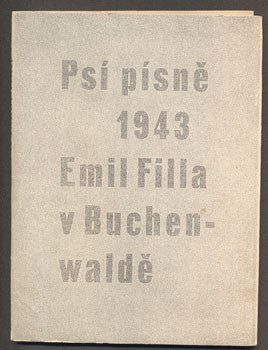 Psí písně
1943
Emil Filla
v Buchen-
waldě